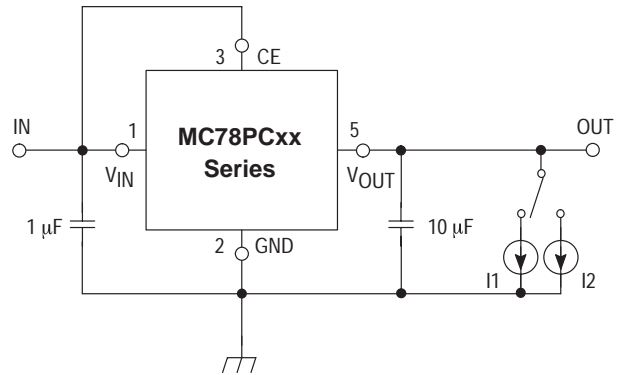 3 CE
IN
1
MC78PCxx
Series
5
OUT
VIN
VOUT
1 μF
2 GND
10 μF
I1
I2